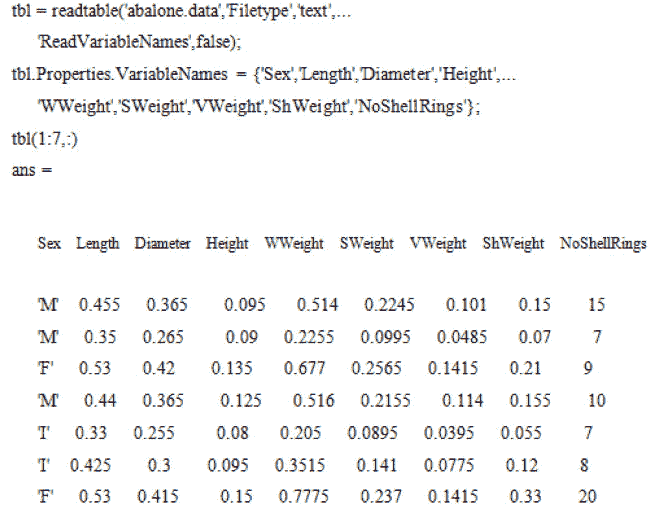 tbl = readtable('abalone.data','Filetype','text',...
'ReadVariableNames',false);
tbl.Properties.VariableNames = {'Sex','Length','Diameter','Height',...
'WWeight','SWeight','VWeight','ShWeight','NoShellRings'};
tbl(1:7,:)
ans =
Sex Length Diameter Height WWeight SWeight VWeight ShWeight NoShellRings
'M' 0.455 0.365 0.095 0.514 0.2245 0.101 0.15 15
'M' 0.35 0.265 0.09 0.2255 0.0995 0.0485 0.07 7
'F' 0.53 0.42 0.135 0.677 0.2565 0.1415 0.21 9
'M' 0.44 0.365 0.125 0.516 0.2155 0.114 0.155 10
'I' 0.33 0.255 0.08 0.205 0.0895 0.0395 0.055 7
'I' 0.425 0.3 0.095 0.3515 0.141 0.0775 0.12 8
'F' 0.53 0.415 0.15 0.7775 0.237 0.1415 0.33 20